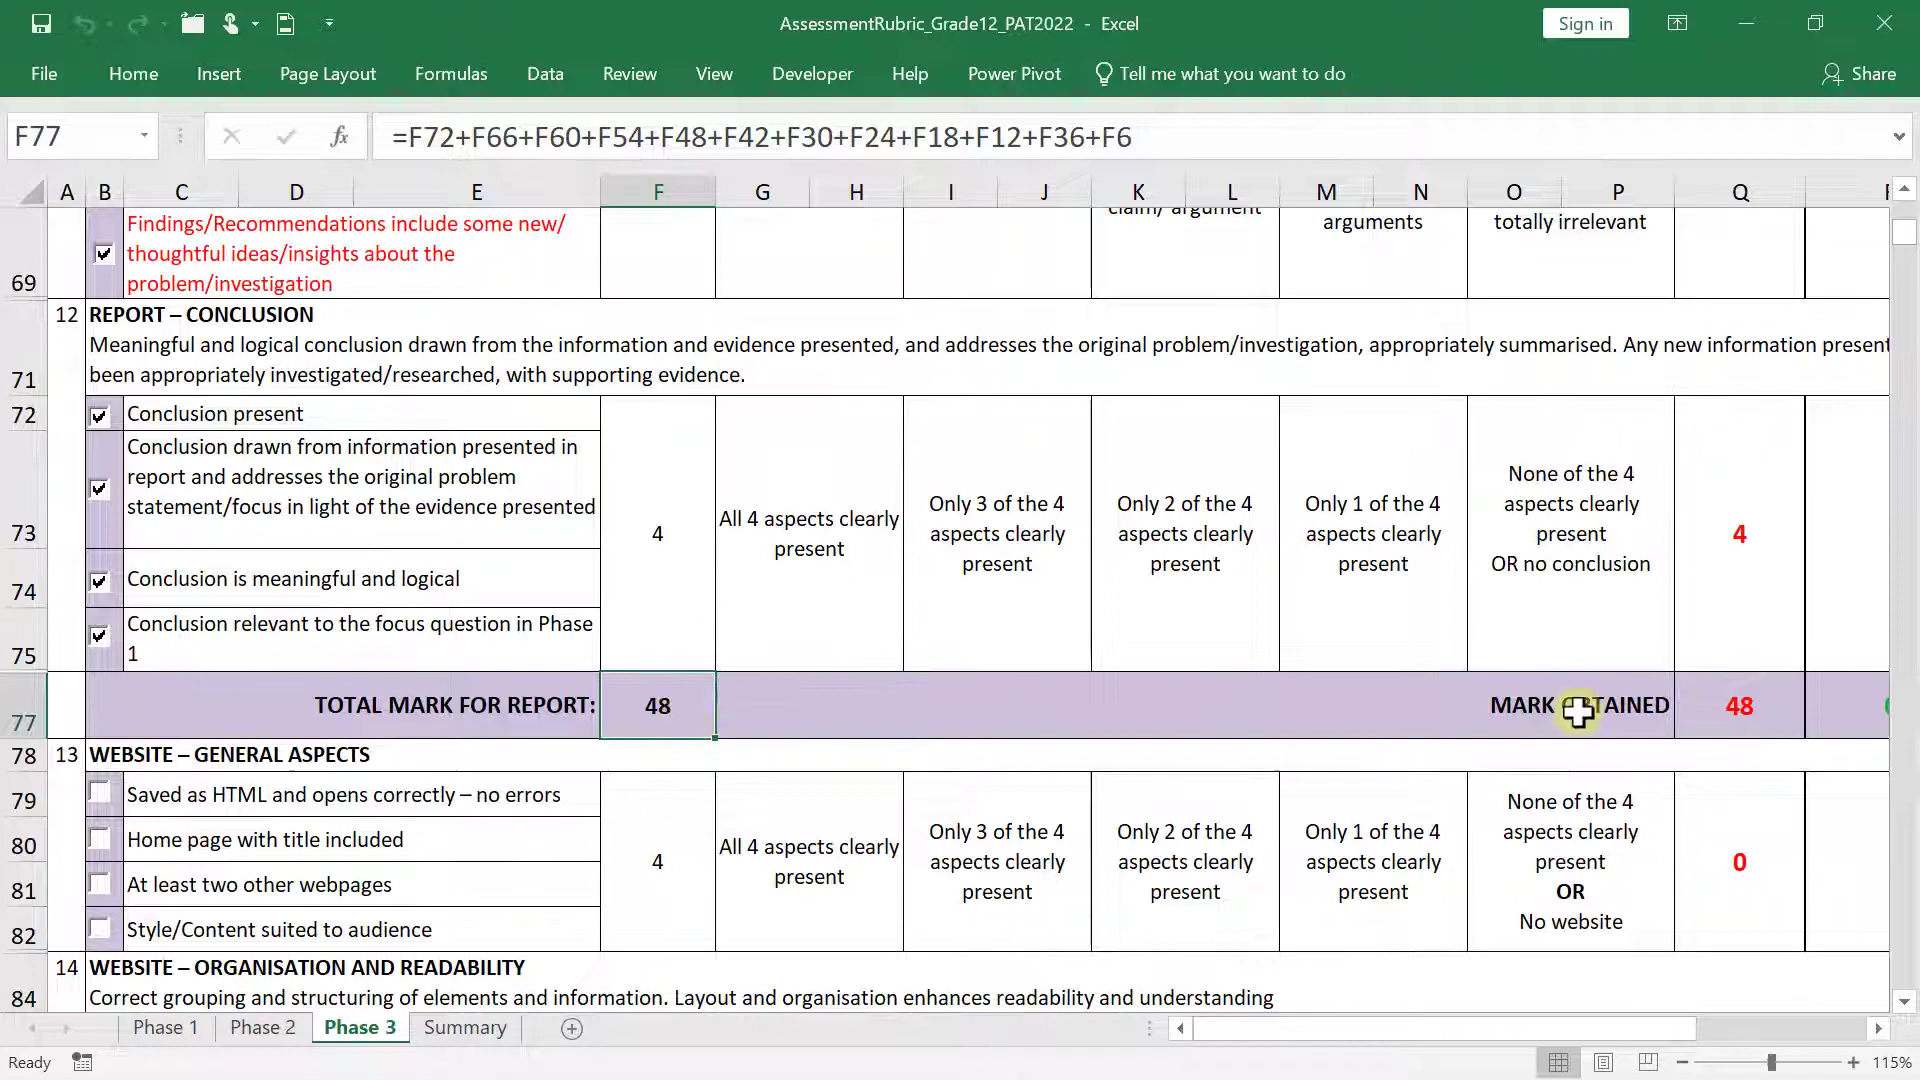 AssessmentRubric_Grade12_PAT2022 - Excel
Sign in
File Home Insert Page Layout Formulas Data Review View Developer Help Power Pivot Tell me what you want to do Share
F77 fx =F72+F66+F60+F54+F48+F42+F30+F24+F18+F12+F36+F6
A B C D E F G H I J K L M N O P Q
69
Findings/Recommendations include some new/
thoughtful ideas/insights about the
problem/investigation
claim/ argument
arguments
totally irrelevant
12 REPORT – CONCLUSION
71
Meaningful and logical conclusion drawn from the information and evidence presented, and addresses the original problem/investigation, appropriately summarised. Any new information present
been appropriately investigated/researched, with supporting evidence.
72 Conclusion present
73
Conclusion drawn from information presented in
report and addresses the original problem
statement/focus in light of the evidence presented
74 Conclusion is meaningful and logical
75
Conclusion relevant to the focus question in Phase
1
4
All 4 aspects clearly
present
Only 3 of the 4
aspects clearly
present
Only 2 of the 4
aspects clearly
present
Only 1 of the 4
aspects clearly
present
None of the 4
aspects clearly
present
OR no conclusion
4
77 TOTAL MARK FOR REPORT: 48 MARK OBTAINED 48
78 13 WEBSITE – GENERAL ASPECTS
79 Saved as HTML and opens correctly – no errors
80 Home page with title included
81 At least two other webpages
82 Style/Content suited to audience
4
All 4 aspects clearly
present
Only 3 of the 4
aspects clearly
present
Only 2 of the 4
aspects clearly
present
Only 1 of the 4
aspects clearly
present
None of the 4
aspects clearly
present
OR
No website
0
14 WEBSITE – ORGANISATION AND READABILITY
84 Correct grouping and structuring of elements and information. Layout and organisation enhances readability and understanding
Phase 1 Phase 2 Phase 3 Summary
Ready 115%